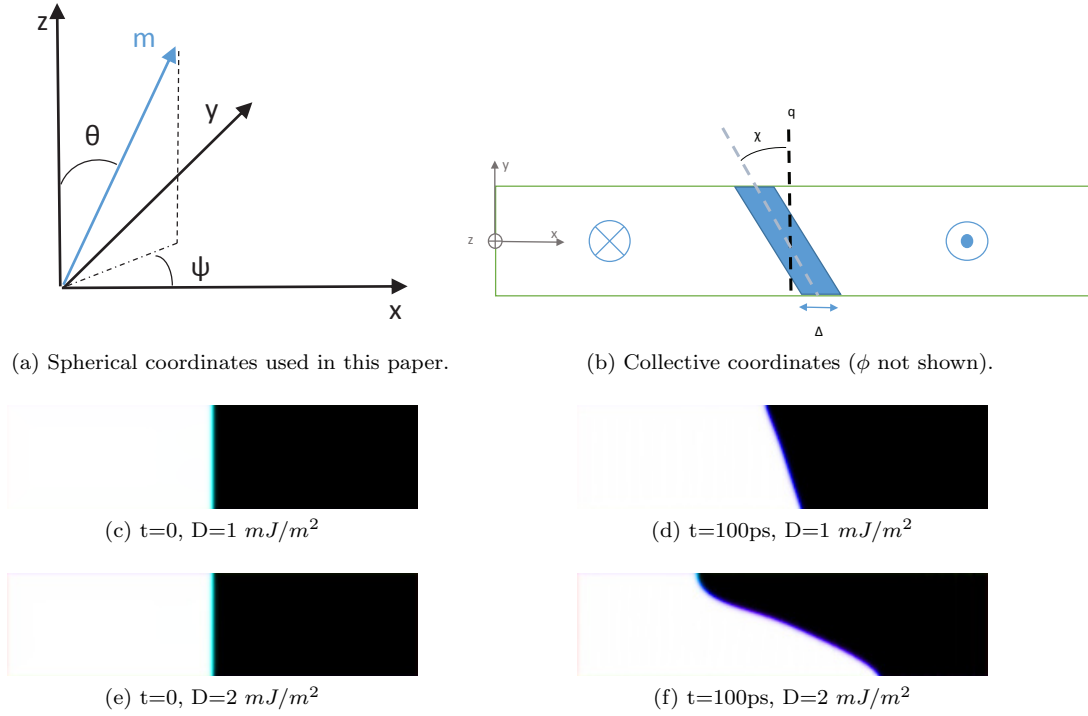 z
m
y
θ
ψ
x
q
χ
y
x
z
Δ
(a) Spherical coordinates used in this paper.
(b) Collective coordinates (ϕ not shown).
(c) t=0, D=1 mJ/m²
(d) t=100ps, D=1 mJ/m²
(e) t=0, D=2 mJ/m²
(f) t=100ps, D=2 mJ/m²